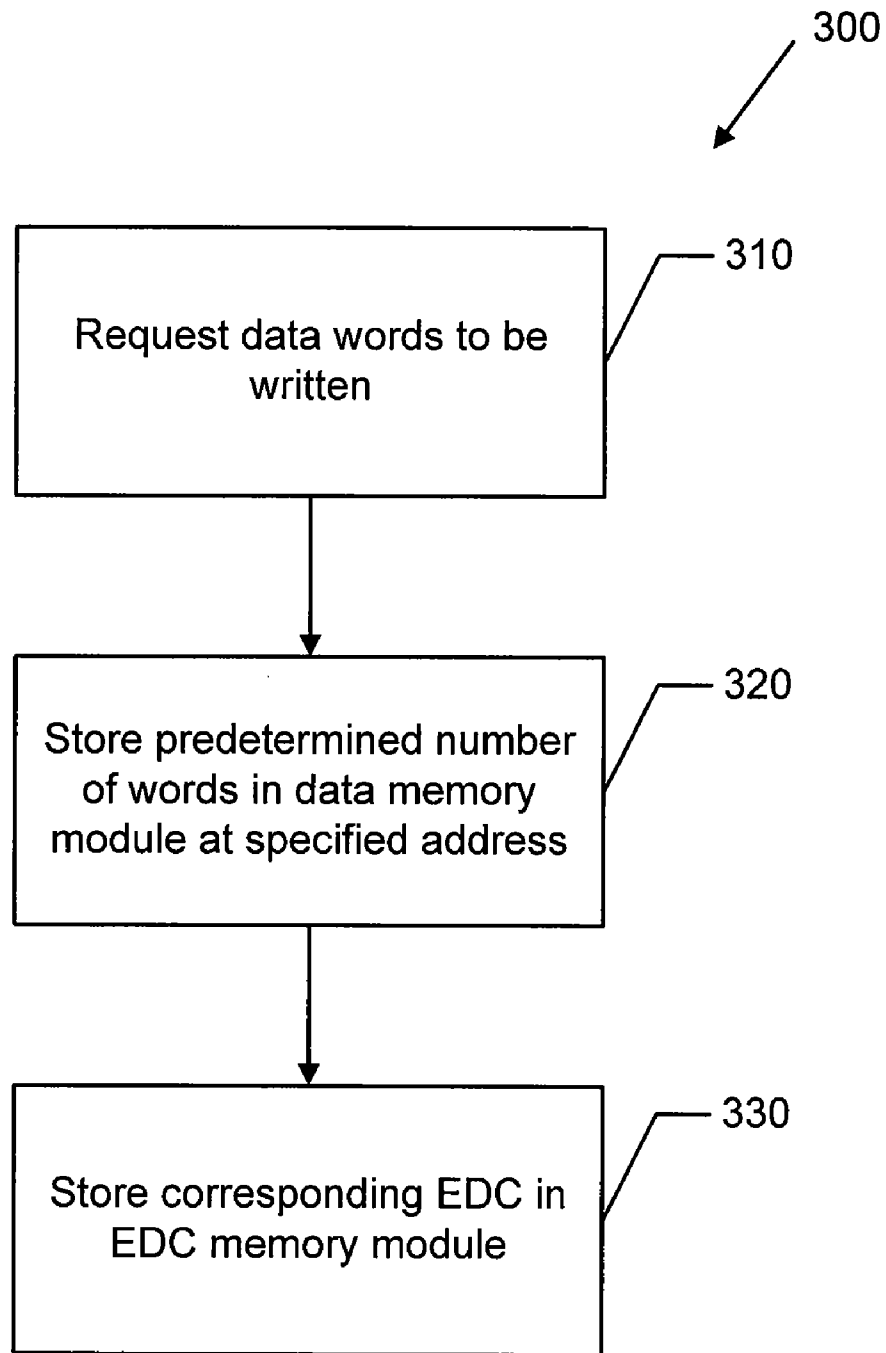 300
310
Request data words to be
written
320
Store predetermined number
of words in data memory
module at specified address
330
Store corresponding EDC in
EDC memory module